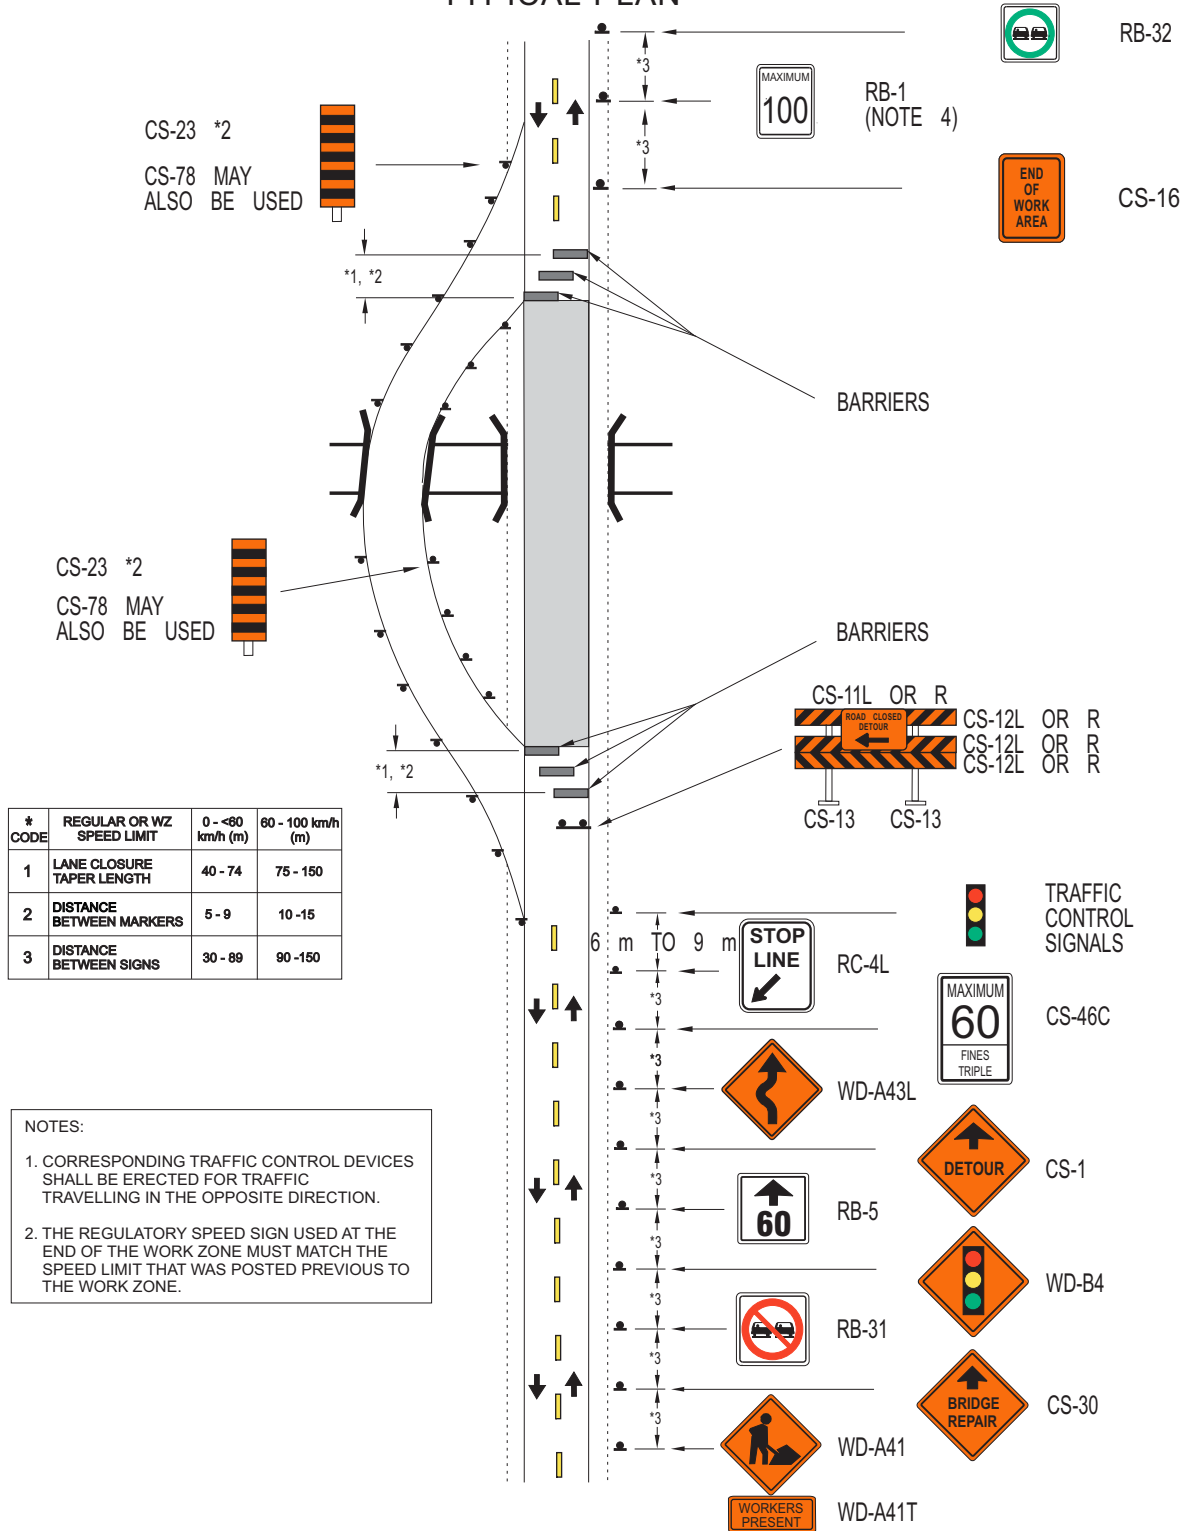 TYPICAL PLAN
RB-32
*3
MAXIMUM
100
RB-1
(NOTE 4)
*3
CS-23 *2
CS-78 MAY
ALSO BE USED
END
OF
WORK
AREA
CS-16
*1, *2
BARRIERS
CS-23 *2
CS-78 MAY
ALSO BE USED
BARRIERS
CS-11L OR R
ROAD CLOSED
DETOUR
CS-12L OR R
CS-12L OR R
CS-12L OR R
CS-13 CS-13
*1, *2
* CODE REGULAR OR WZ SPEED LIMIT 0 - <60 km/h (m) 60 - 100 km/h (m)
1 LANE CLOSURE TAPER LENGTH 40 - 74 75 - 150
2 DISTANCE BETWEEN MARKERS 5 - 9 10 -15
3 DISTANCE BETWEEN SIGNS 30 - 89 90 -150
TRAFFIC
CONTROL
SIGNALS
6 m TO 9 m
STOP
LINE
RC-4L
*3
MAXIMUM
60
FINES
TRIPLE
CS-46C
*3
WD-A43L
*3
DETOUR
CS-1
*3
60
RB-5
*3
WD-B4
*3
RB-31
*3
BRIDGE
REPAIR
CS-30
*3
WD-A41
WORKERS
PRESENT
WD-A41T
NOTES:
1. CORRESPONDING TRAFFIC CONTROL DEVICES
SHALL BE ERECTED FOR TRAFFIC
TRAVELLING IN THE OPPOSITE DIRECTION.
2. THE REGULATORY SPEED SIGN USED AT THE
END OF THE WORK ZONE MUST MATCH THE
SPEED LIMIT THAT WAS POSTED PREVIOUS TO
THE WORK ZONE.